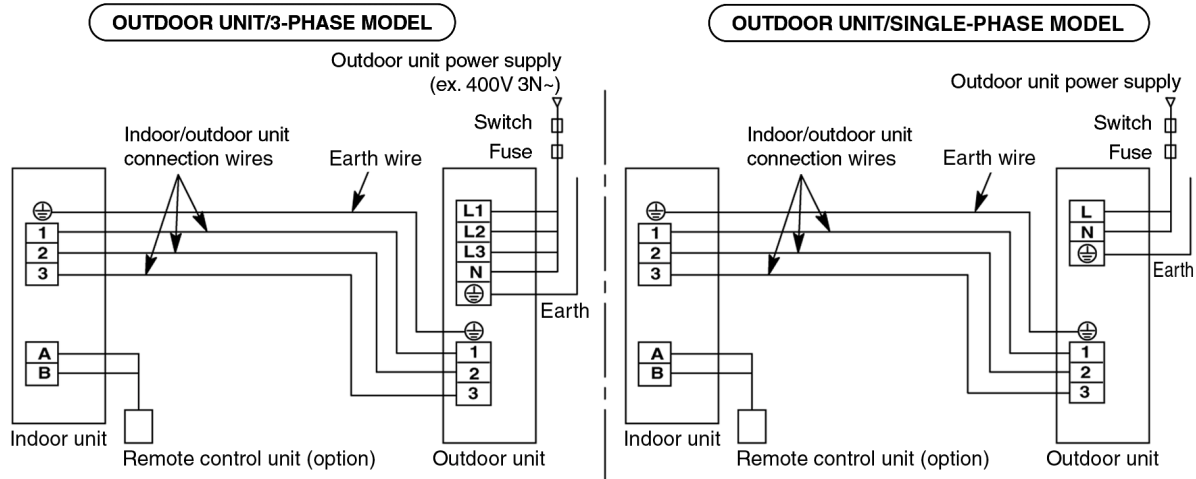 OUTDOOR UNIT/3-PHASE MODEL
Outdoor unit power supply
(ex. 400V 3N~)
Switch
Fuse
Indoor/outdoor unit
connection wires
Earth wire
1
2
3
A
B
L1
L2
L3
N
Earth
1
2
3
Indoor unit
Remote control unit (option)
Outdoor unit
OUTDOOR UNIT/SINGLE-PHASE MODEL
Outdoor unit power supply
Switch
Fuse
Indoor/outdoor unit
connection wires
Earth wire
1
2
3
A
B
L
N
Earth
1
2
3
Indoor unit
Remote control unit (option)
Outdoor unit